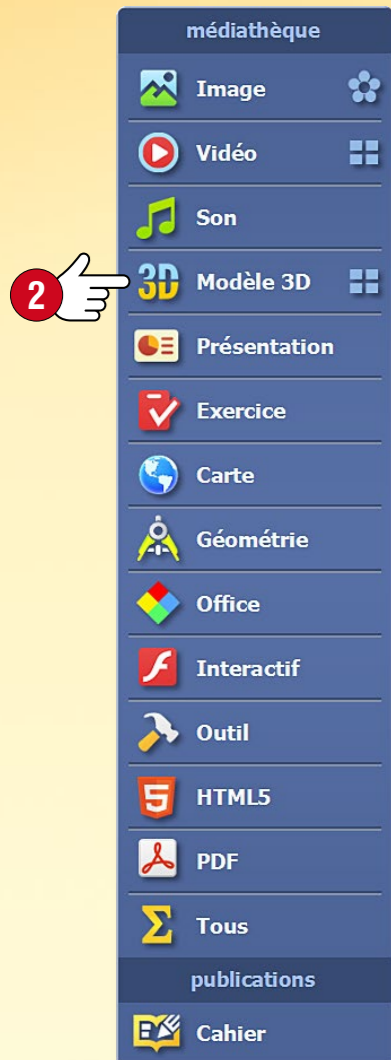 médiathèque
Image
Vidéo
Son
2
3D Modèle 3D
Présentation
Exercice
Carte
Géométrie
Office
Interactif
Outil
5 HTML5
PDF
Σ Tous
publications
Cahier